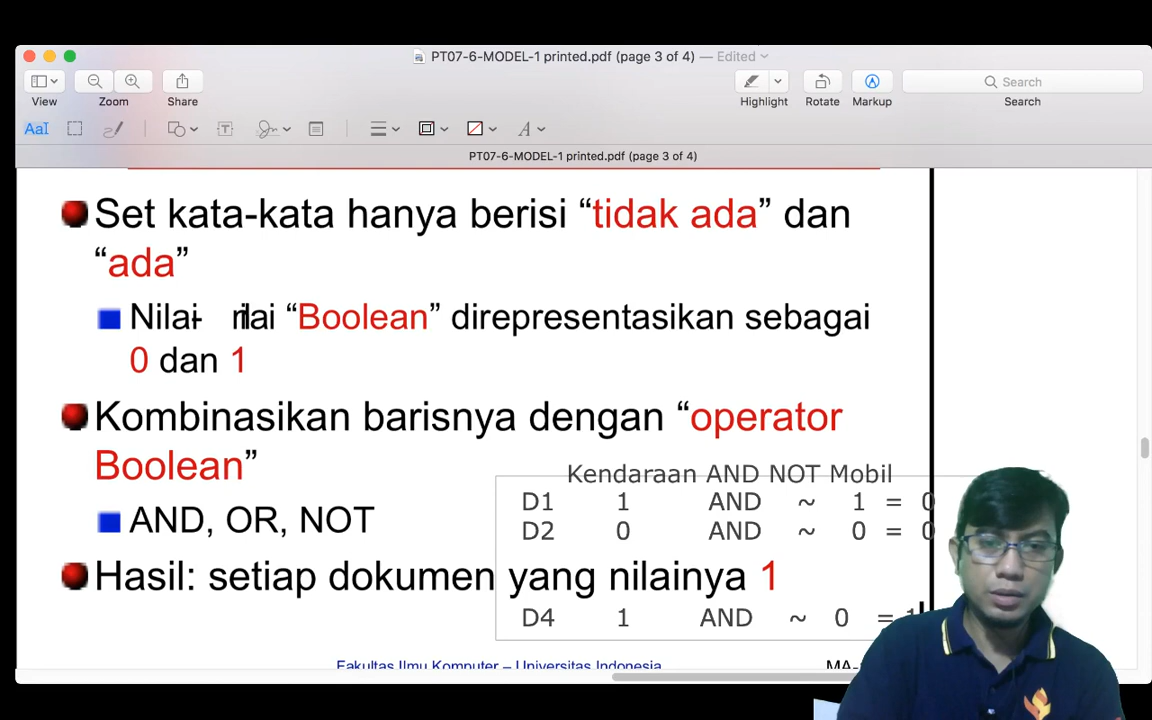 PT07-6-MODEL-1 printed.pdf (page 3 of 4) — Edited
Search
View
Zoom
Share
Highlight
Rotate
Markup
Search
AaI
T
A
PT07-6-MODEL-1 printed.pdf (page 3 of 4)
Set kata-kata hanya berisi “tidak ada” dan
“ada”
Nilai- nilai “Boolean” direpresentasikan sebagai
0 dan 1
Kombinasikan barisnya dengan “operator
Boolean”
Kendaraan AND NOT Mobil
D1 1 AND ~ 1 = 0
AND, OR, NOT
D2 0 AND ~ 0 = 0
Hasil: setiap dokumen yang nilainya 1
D4 1 AND ~ 0 = 1
Fakultas Ilmu Komputer – Universitas Indonesia